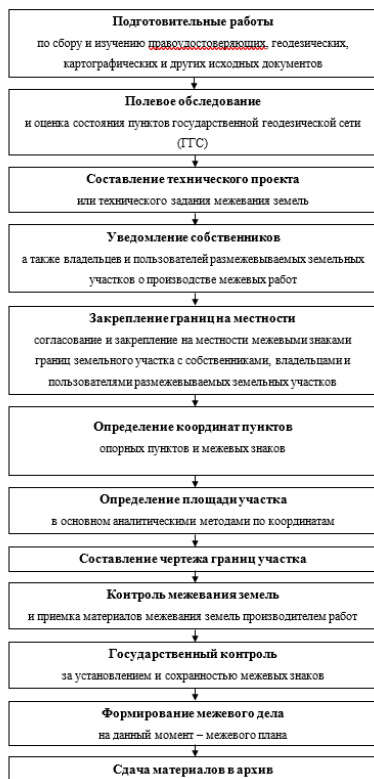 Подготовительные работы
по сбору и изучению правоудостоверяющих, геодезических,
картографических и других исходных документов
Полевое обследование
и оценка состояния пунктов государственной геодезической сети
(ГГС)
Составление технического проекта
или технического задания межевания земель
Уведомление собственников
а также владельцев и пользователей размежевываемых земельных
участков о производстве межевых работ
Закрепление границ на местности
согласование и закрепление на местности межевыми знаками
границ земельного участка с собственниками, владельцами и
пользователями размежевываемых земельных участков
Определение координат пунктов
опорных пунктов и межевых знаков
Определение площади участка
в основном аналитическими методами по координатам
Составление чертежа границ участка
Контроль межевания земель
и приемка материалов межевания земель производителем работ
Государственный контроль
за установлением и сохранностью межевых знаков
Формирование межевого дела
на данный момент – межевого плана
Сдача материалов в архив